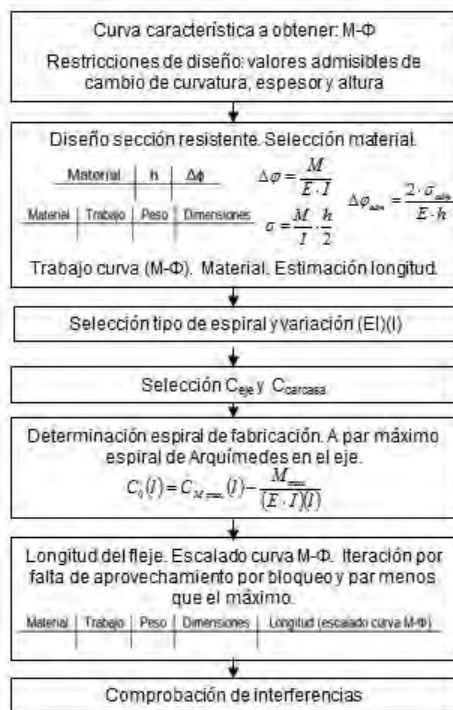 Curva característica a obtener: M-Φ
Restricciones de diseño: valores admisibles de
cambio de curvatura, espesor y altura
Diseño sección resistente. Selección material.
Material | h | Δϕ
Δφ = M / (E · I)
Material | Trabajo | Peso | Dimensiones
σ = M / I · h / 2
Δφ_adm = 2 · σ_adm / (E · h)
Trabajo curva (M-Φ). Material. Estimación longitud.
Selección tipo de espiral y variación (EI)(l)
Selección C_eje y C_carcasa
Determinación espiral de fabricación. A par máximo
espiral de Arquímedes en el eje.
C_0(l) = C_M max(l) - M_max / (E · I)(l)
Longitud del fleje. Escalado curva M-Φ. Iteración por
falta de aprovechamiento por bloqueo y par menos
que el máximo.
Material | Trabajo | Peso | Dimensiones | Longitud (escalado curva M-Φ)
Comprobación de interferencias